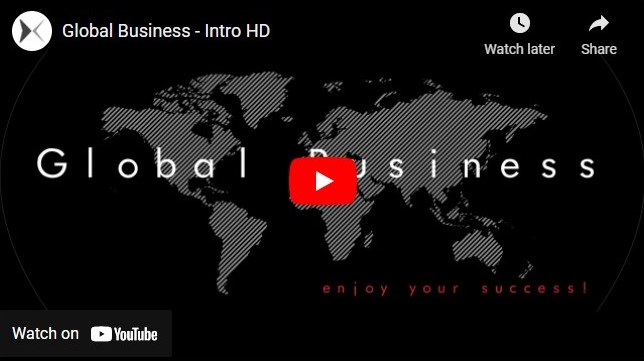 Global Business - Intro HD
Watch later
Share
Global Business
enjoy your success!
Watch on YouTube